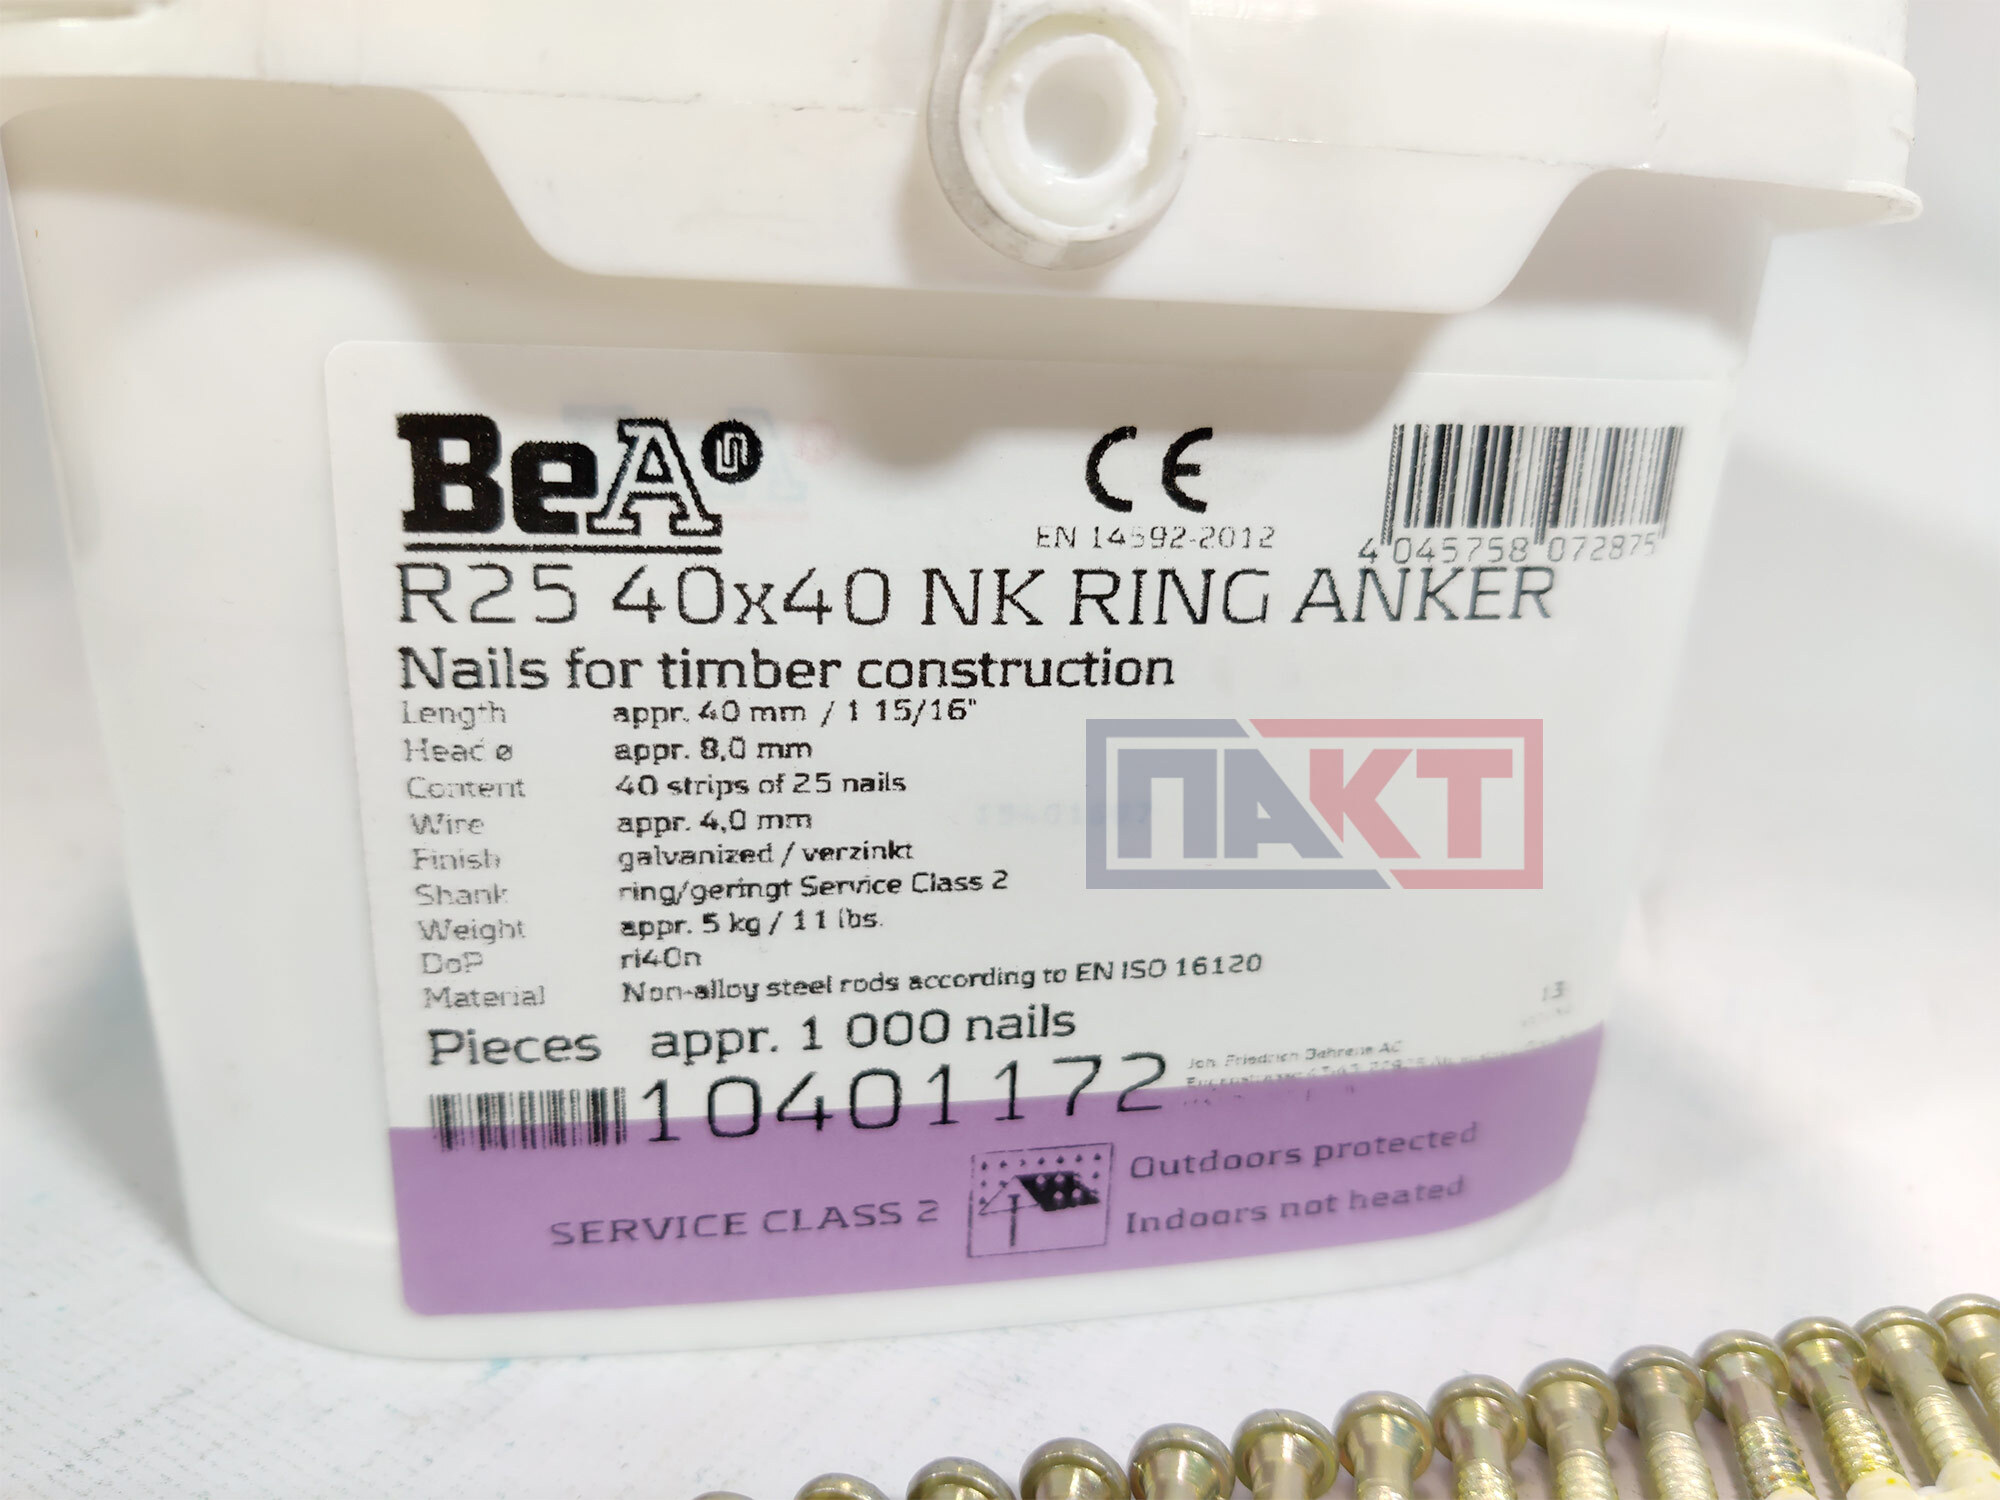 BeA
CE
EN 14592-2012
4 045758 072875
R25 40x40 NK RING ANKER
Nails for timber construction
Length appr. 40 mm / 1 15/16"
Head ø appr. 8,0 mm
Content 40 strips of 25 nails
Wire appr. 4,0 mm
Finish galvanized / verzinkt
Shank ring/geringt Service Class 2
Weight appr. 5 kg / 11 lbs.
DoP ri40n
Material Non-alloy steel rods according to EN ISO 16120
Pieces appr. 1 000 nails
10401172
Joh. Friedrich Behrens AG
SERVICE CLASS 2
Outdoors protected
Indoors not heated
ПАКТ